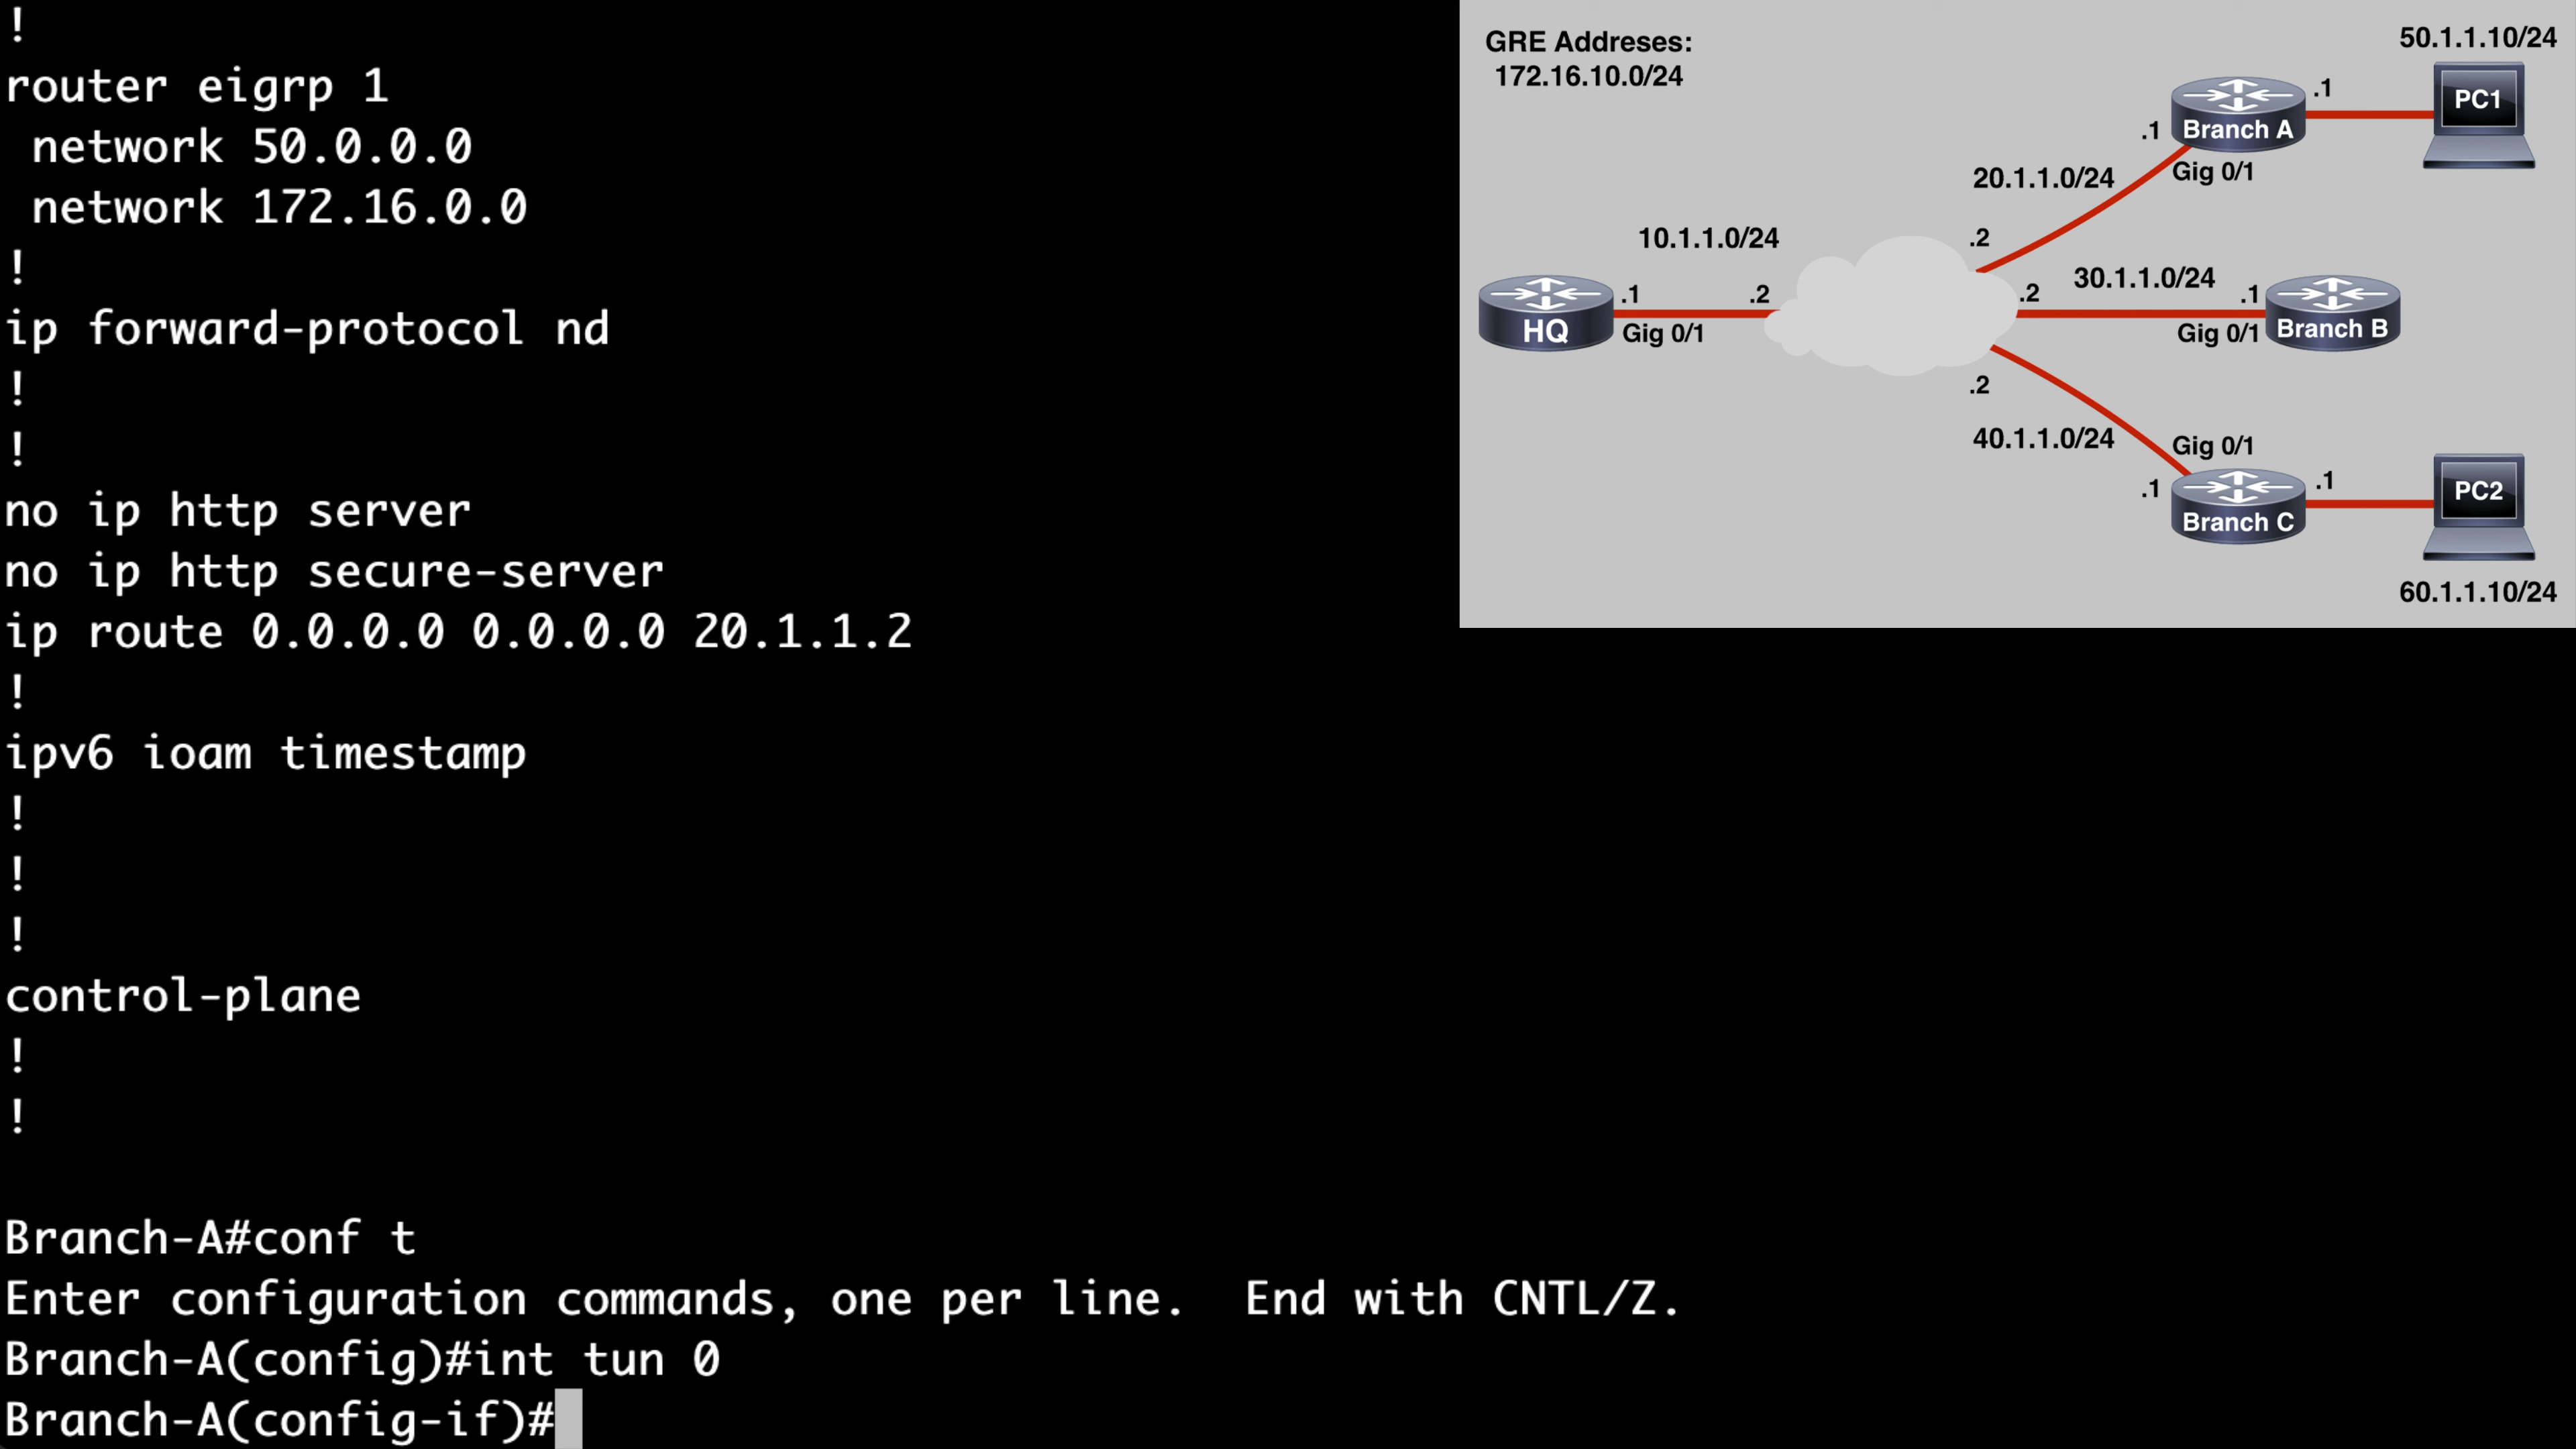 !
router eigrp 1
network 50.0.0.0
network 172.16.0.0
!
ip forward-protocol nd
!
!
no ip http server
no ip http secure-server
ip route 0.0.0.0 0.0.0.0 20.1.1.2
!
ipv6 ioam timestamp
!
!
!
control-plane
!
!
Branch-A#conf t
Enter configuration commands, one per line.  End with CNTL/Z.
Branch-A(config)#int tun 0
Branch-A(config-if)#
GRE Addreses:
172.16.10.0/24
50.1.1.10/24
PC1
.1
Branch A
.1
Gig 0/1
20.1.1.0/24
.2
10.1.1.0/24
HQ
.1
.2
Gig 0/1
30.1.1.0/24
.2
.1
Gig 0/1
Branch B
.2
40.1.1.0/24
Gig 0/1
.1
Branch C
.1
PC2
60.1.1.10/24